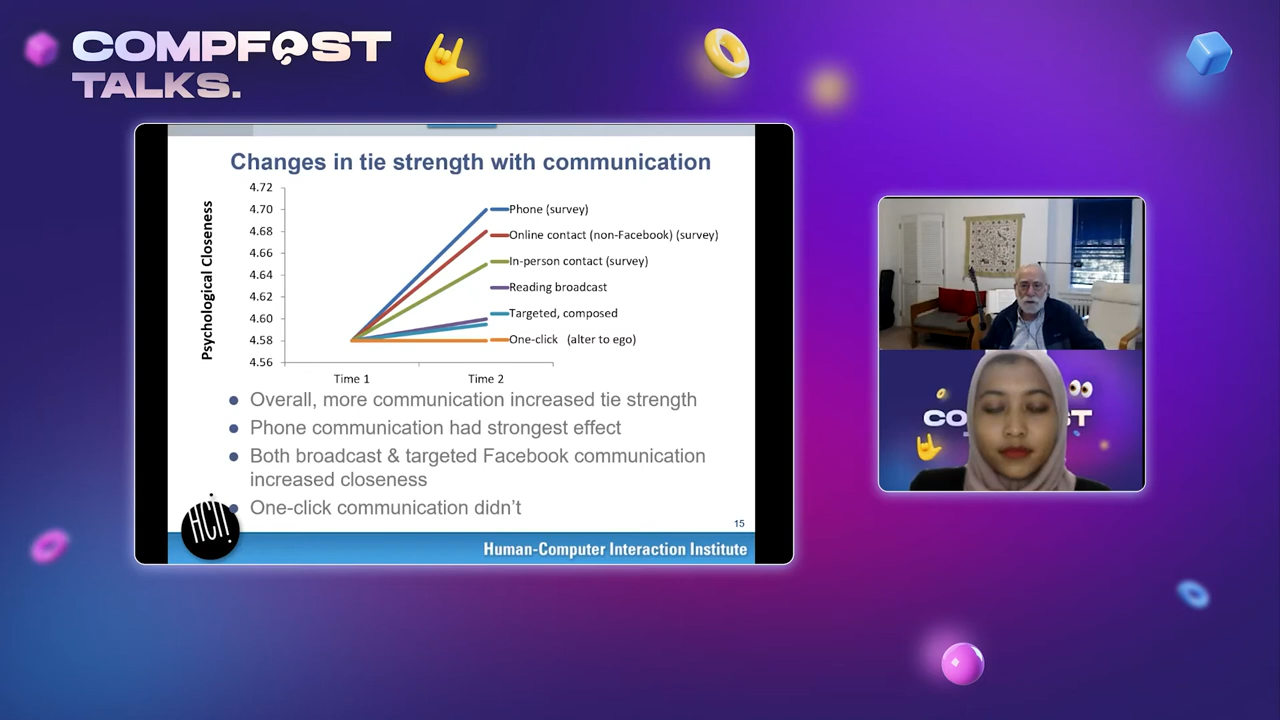 COMPFEST
TALKS.
Changes in tie strength with communication
Psychological Closeness
4.72
4.70
4.68
4.66
4.64
4.62
4.60
4.58
4.56
Phone (survey)
Online contact (non-Facebook) (survey)
In-person contact (survey)
Reading broadcast
Targeted, composed
One-click (alter to ego)
Time 1
Time 2
Overall, more communication increased tie strength
Phone communication had strongest effect
Both broadcast & targeted Facebook communication
increased closeness
One-click communication didn't
15
HCII
Human-Computer Interaction Institute
CO
T